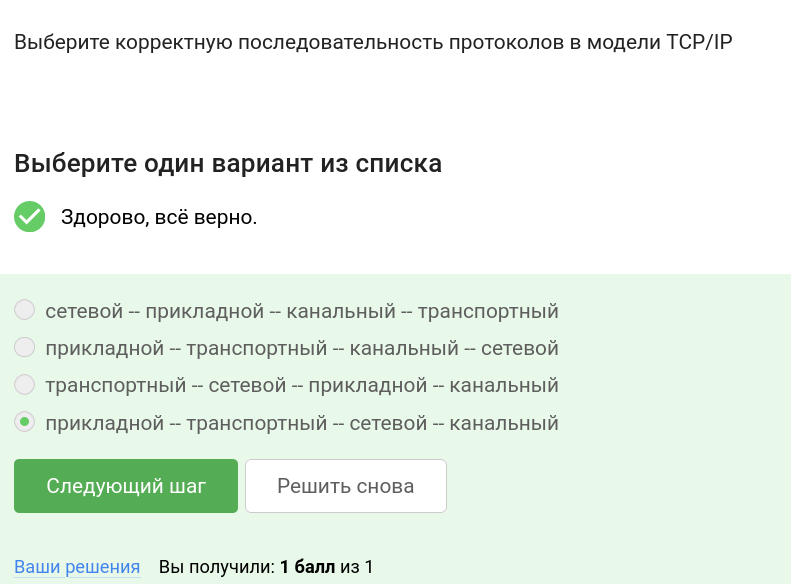 Выберите корректную последовательность протоколов в модели TCP/IP
Выберите один вариант из списка
Здорово, всё верно.
сетевой -- прикладной -- канальный -- транспортный
прикладной -- транспортный -- канальный -- сетевой
транспортный -- сетевой -- прикладной -- канальный
прикладной -- транспортный -- сетевой -- канальный
Следующий шаг
Решить снова
Ваши решения Вы получили: 1 балл из 1